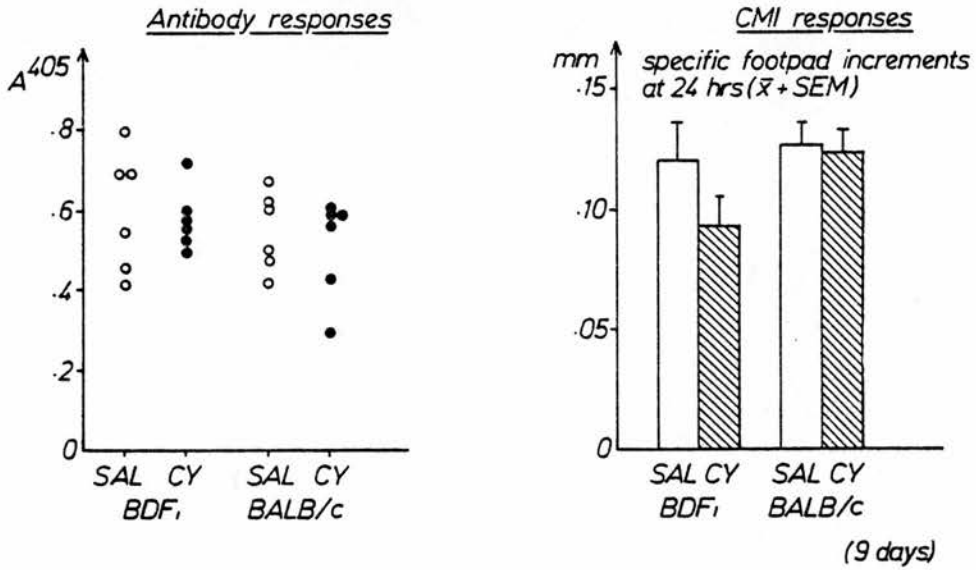 Antibody responses
A405
.8
.6
.4
.2
0
SAL CY SAL CY
BDF1 BALB/c
CMI responses
mm
specific footpad increments
at 24 hrs (x̄ + SEM)
.15
.10
.05
0
SAL CY SAL CY
BDF1 BALB/c
(9 days)